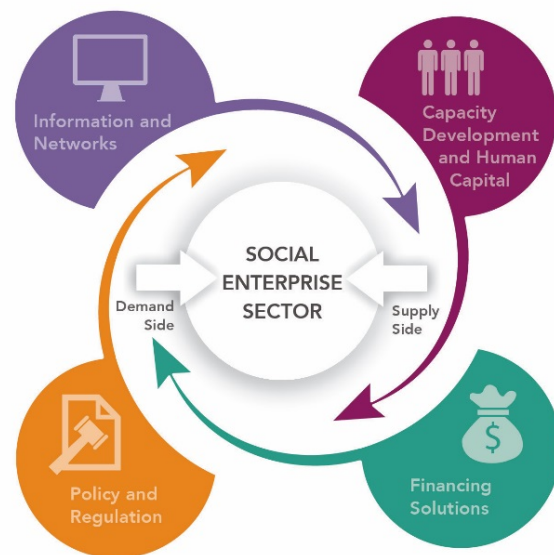 Information and
Networks
Capacity
Development
and Human
Capital
SOCIAL
ENTERPRISE
SECTOR
Demand
Side
Supply
Side
Policy and
Regulation
$
Financing
Solutions